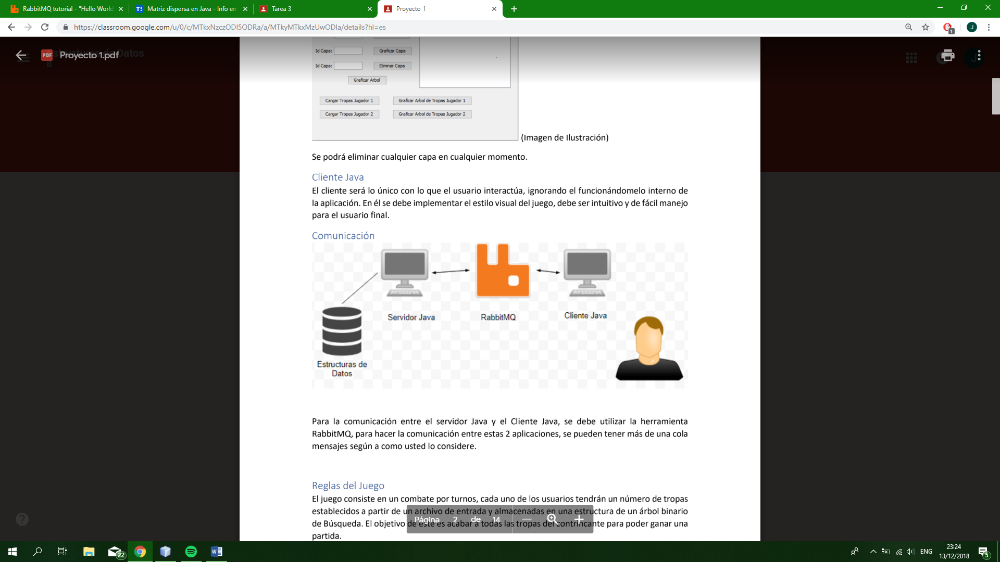 RabbitMQ tutorial - "Hello World
Matriz dispersa en Java - Info en
Tarea 3
Proyecto 1
https://classroom.google.com/u/0/c/MTkxNzczODI5ODRa/a/MTkyMTkxMzUwODla/details?hl=es
1
J
PDF
Proyecto 1.pdf
Id Capa:
Graficar Capa
Id Capa:
Eliminar Capa
Graficar Arbol
Cargar Tropas Jugador 1
Graficar Arbol de Tropas Jugador 1
Cargar Tropas Jugador 2
Graficar Arbol de Tropas Jugador 2
(Imagen de Ilustración)
Se podrá eliminar cualquier capa en cualquier momento.
Cliente Java
El cliente será lo único con lo que el usuario interactúa, ignorando el funcionándomelo interno de
la aplicación. En él se debe implementar el estilo visual del juego, debe ser intuitivo y de fácil manejo
para el usuario final.
Comunicación
Servidor Java
RabbitMQ
Cliente Java
Estructuras de
Datos
Para la comunicación entre el servidor Java y el Cliente Java, se debe utilizar la herramienta
RabbitMQ, para hacer la comunicación entre estas 2 aplicaciones, se pueden tener más de una cola
mensajes según a como usted lo considere.
Reglas del Juego
El juego consiste en un combate por turnos, cada uno de los usuarios tendrán un número de tropas
establecidos a partir de un archivo de entrada y almacenadas en una estructura de un árbol binario
de Búsqueda. El objetivo de este es acabar a todas las tropas del contrincante para poder ganar una
partida.
Página 2 de 14
22
ENG
23:24
13/12/2018
5